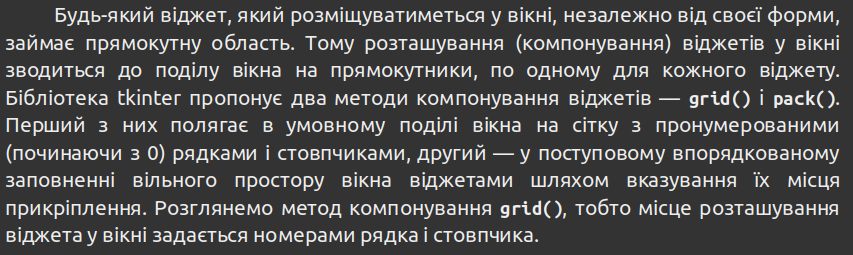 Будь-який віджет, який розміщуватиметься у вікні, незалежно від своєї форми,
займає прямокутну область. Тому розташування (компонування) віджетів у вікні
зводиться до поділу вікна на прямокутники, по одному для кожного віджету.
Бібліотека tkinter пропонує два методи компонування віджетів — grid() і pack().
Перший з них полягає в умовному поділі вікна на сітку з пронумерованими
(починаючи з 0) рядками і стовпчиками, другий — у поступовому впорядкованому
заповненні вільного простору вікна віджетами шляхом вказування їх місця
прикріплення. Розглянемо метод компонування grid(), тобто місце розташування
віджета у вікні задається номерами рядка і стовпчика.